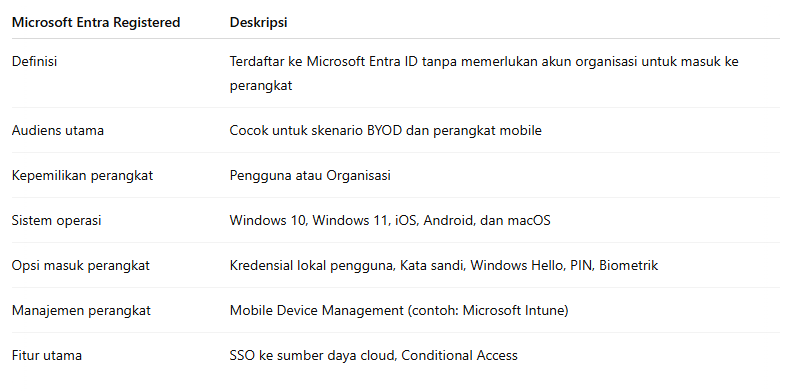 Microsoft Entra Registered Deskripsi
Definisi Terdaftar ke Microsoft Entra ID tanpa memerlukan akun organisasi untuk masuk ke
perangkat
Audiens utama Cocok untuk skenario BYOD dan perangkat mobile
Kepemilikan perangkat Pengguna atau Organisasi
Sistem operasi Windows 10, Windows 11, iOS, Android, dan macOS
Opsi masuk perangkat Kredensial lokal pengguna, Kata sandi, Windows Hello, PIN, Biometrik
Manajemen perangkat Mobile Device Management (contoh: Microsoft Intune)
Fitur utama SSO ke sumber daya cloud, Conditional Access